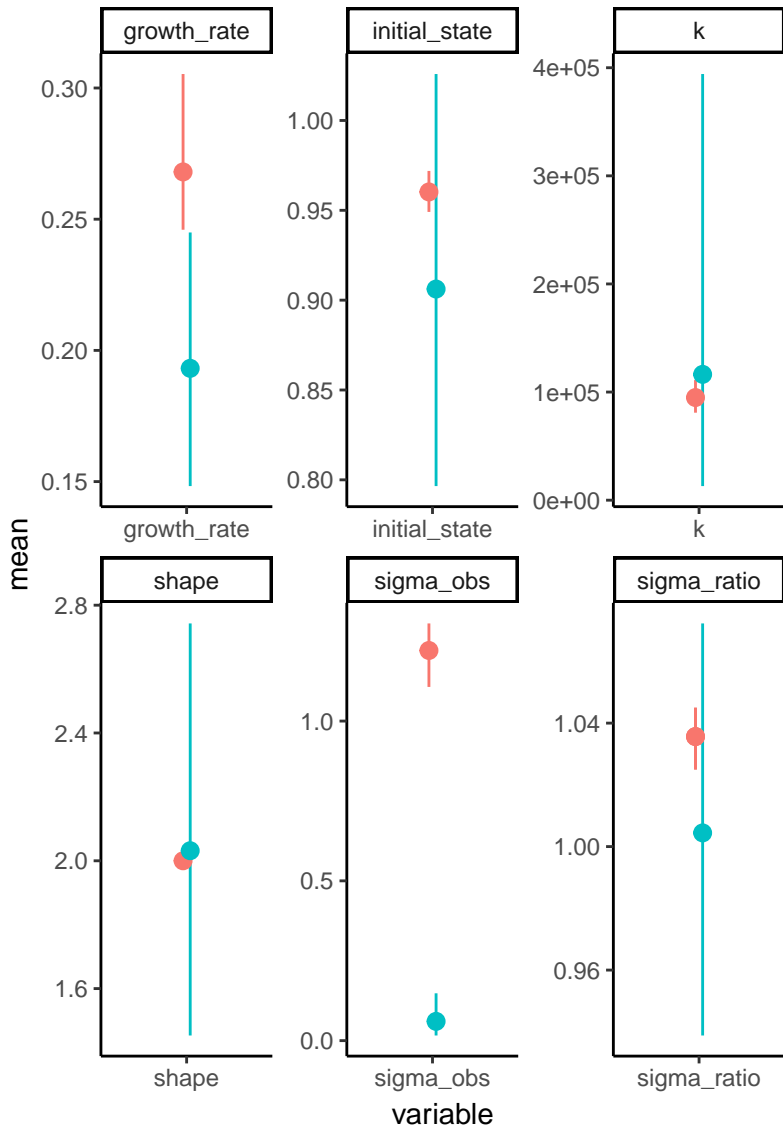 growth_rate
initial_state
k
0.30
0.25
0.20
0.15
1.00
0.95
0.90
0.85
0.80
4e+05
3e+05
2e+05
1e+05
0e+00
growth_rate
initial_state
k
mean
shape
sigma_obs
sigma_ratio
2.8
2.4
2.0
1.6
1.0
0.5
0.0
1.04
1.00
0.96
shape
sigma_obs
sigma_ratio
variable